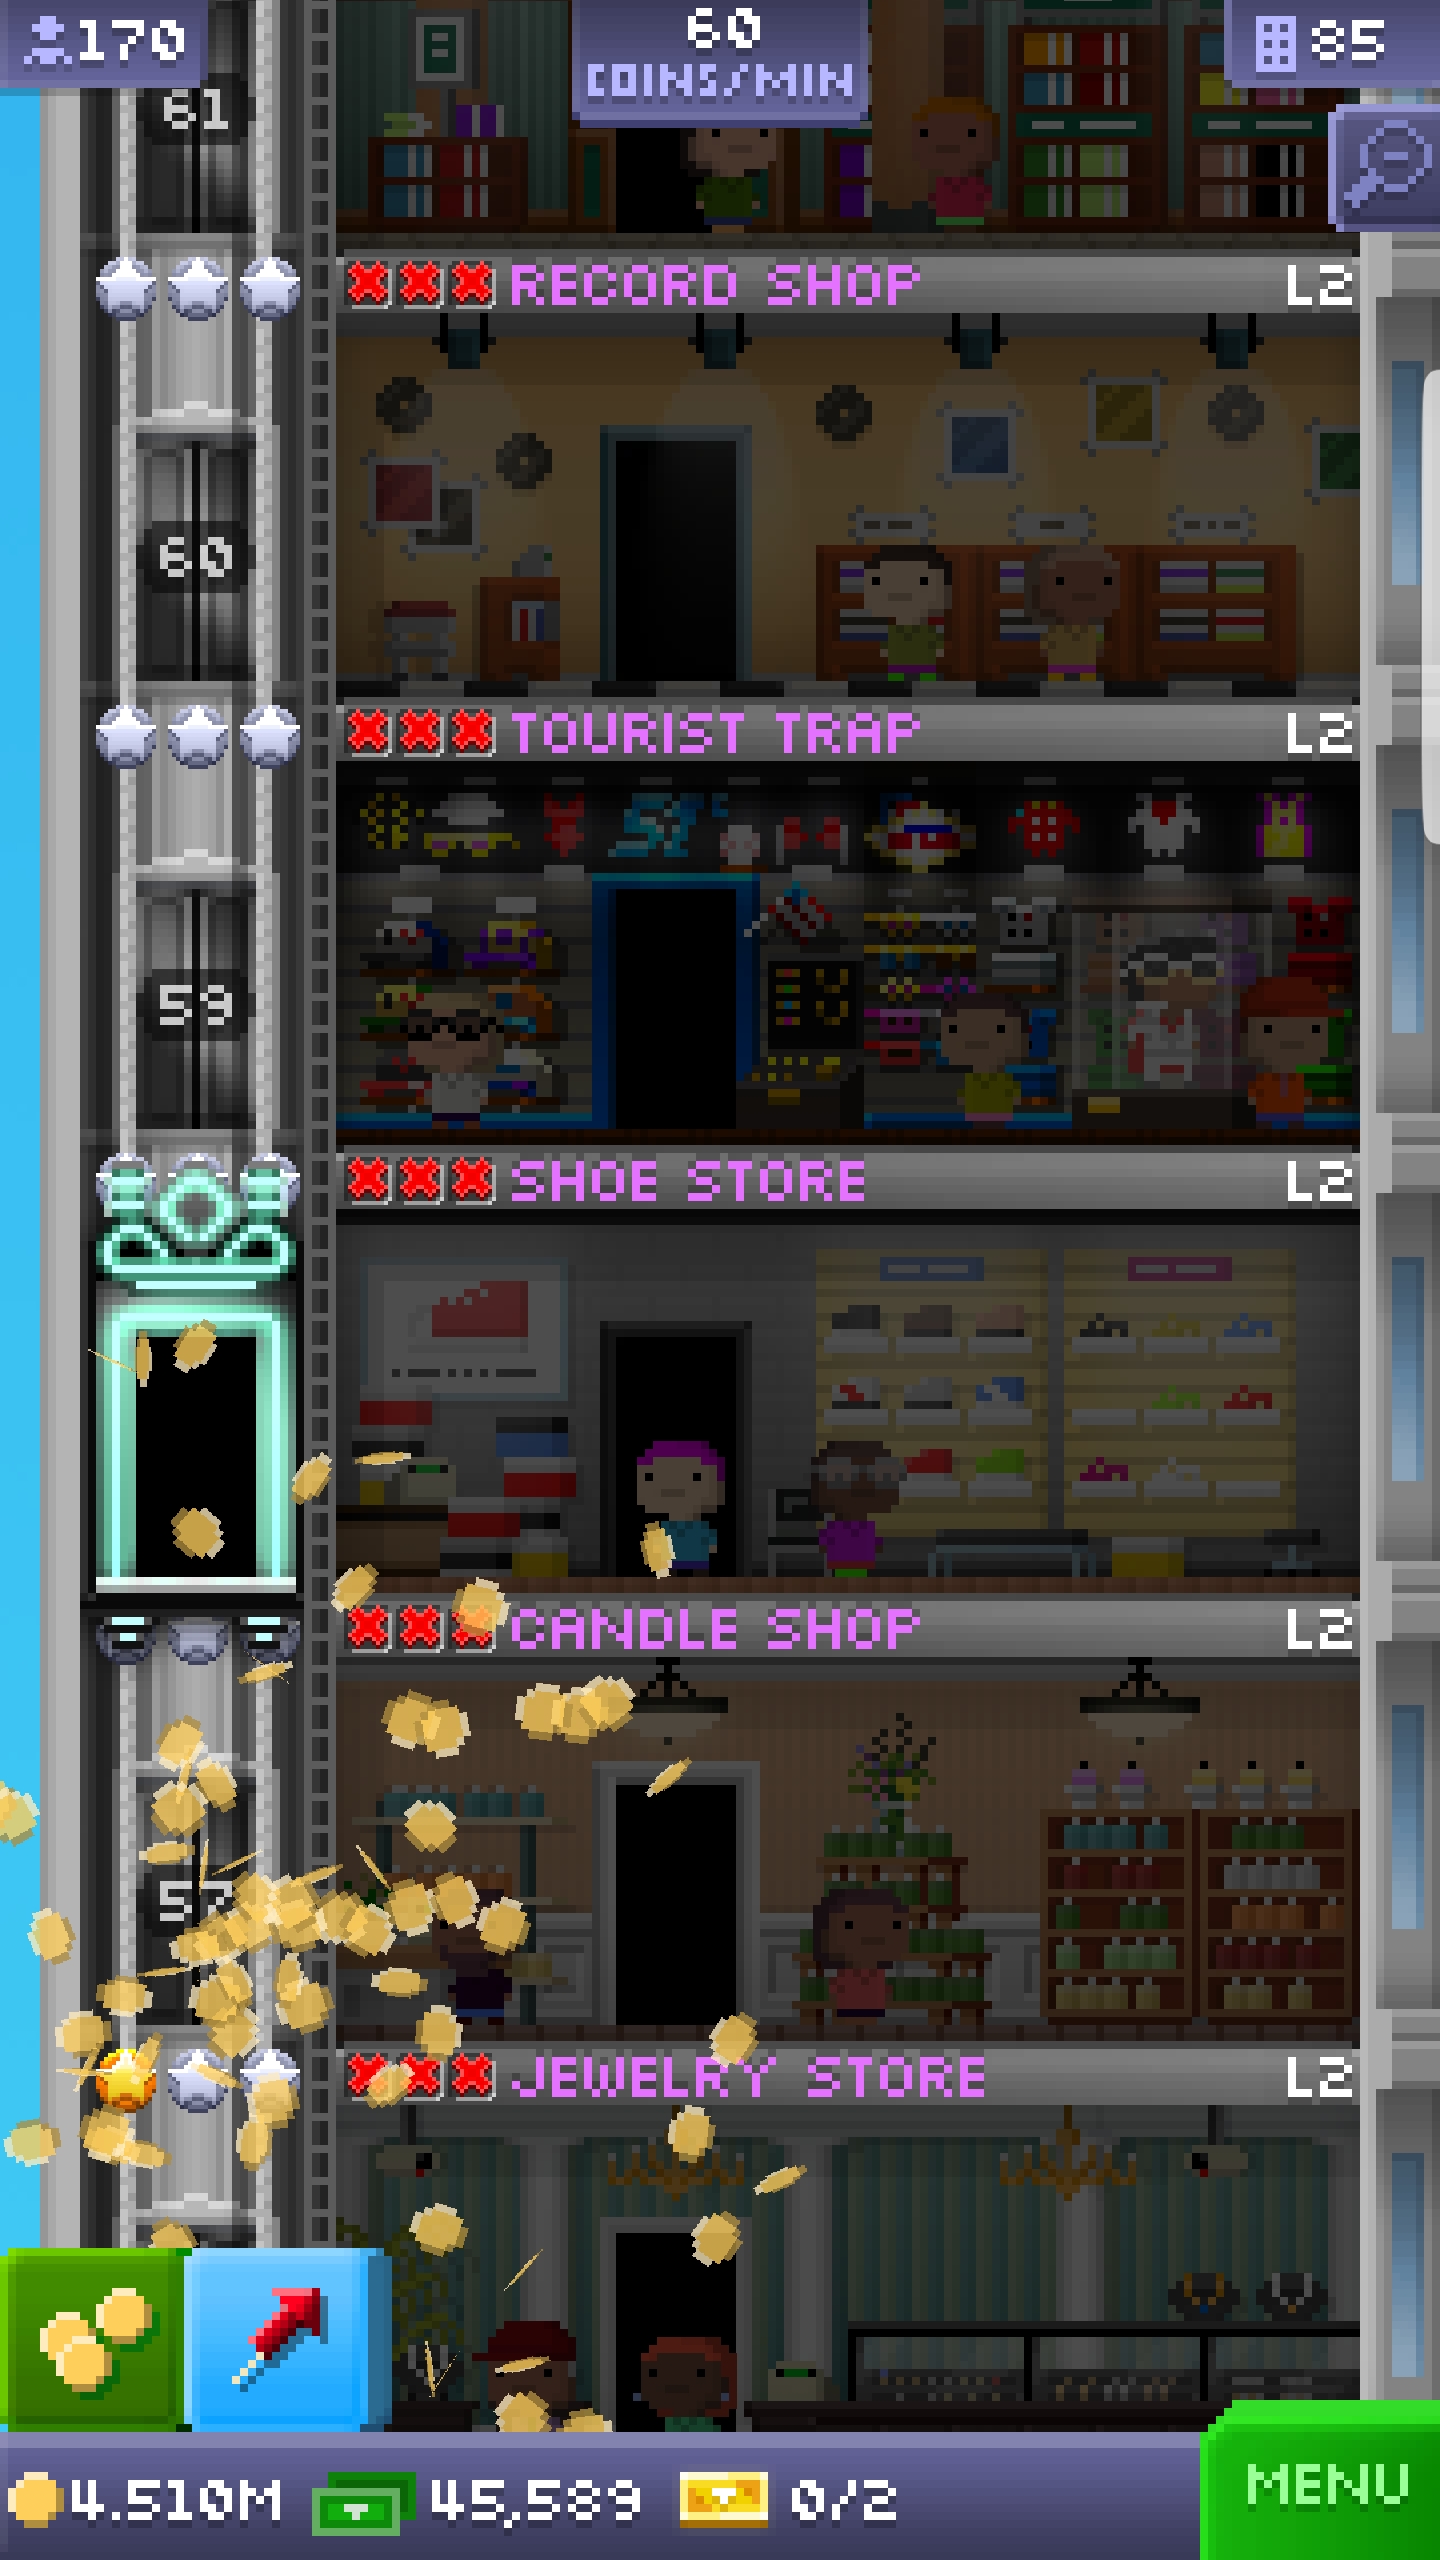 170
60
COINS/MIN
85
61
RECORD SHOP L2
60
TOURIST TRAP L2
59
SHOE STORE L2
CANDLE SHOP L2
57
JEWELRY STORE L2
4.510M 45,589 0/2
MENU